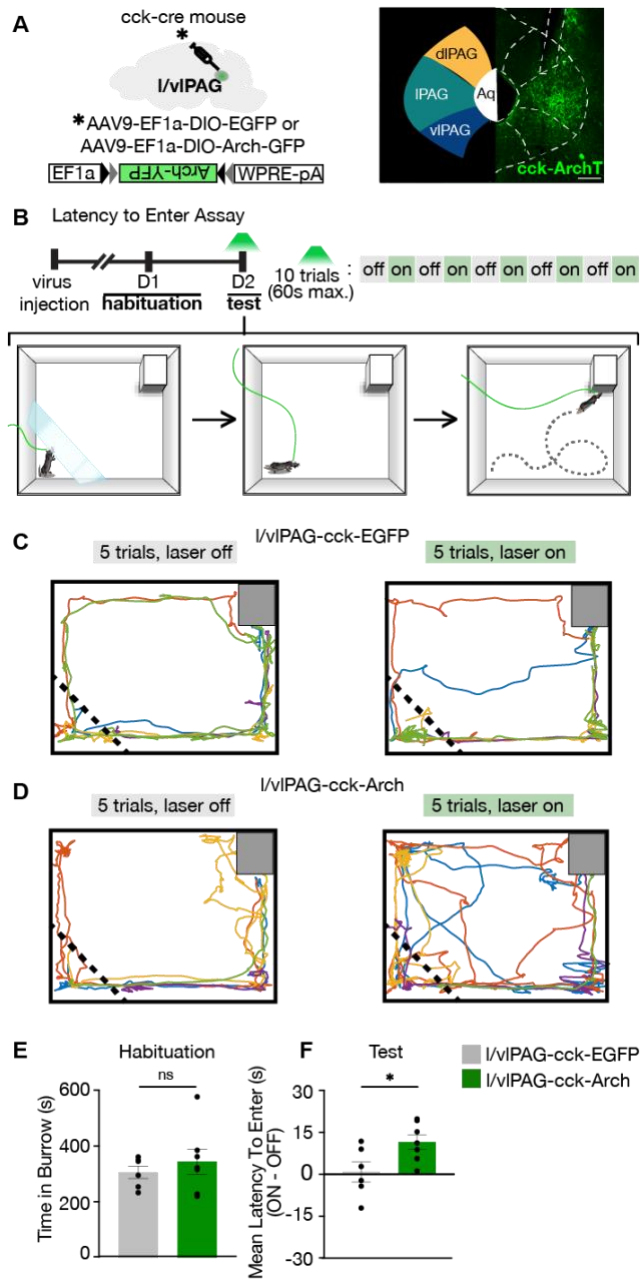 A
cck-cre mouse
*
l/vlPAG
*AAV9-EF1a-DIO-EGFP or
AAV9-EF1a-DIO-Arch-GFP
EF1a
Arch-YFP
WPRE-pA
dlPAG
lPAG
Aq
vlPAG
cck-ArchT
B
Latency to Enter Assay
virus
injection
D1
habituation
D2
test
10 trials
(60s max.)
: off on off on off on off on off on
C
l/vlPAG-cck-EGFP
5 trials, laser off
5 trials, laser on
D
l/vlPAG-cck-Arch
5 trials, laser off
5 trials, laser on
E
Habituation
ns
Time in Burrow (s)
600
400
200
0
F
Test
*
Mean Latency To Enter (s)
(ON - OFF)
30
15
0
-15
-30
l/vlPAG-cck-EGFP
l/vlPAG-cck-Arch